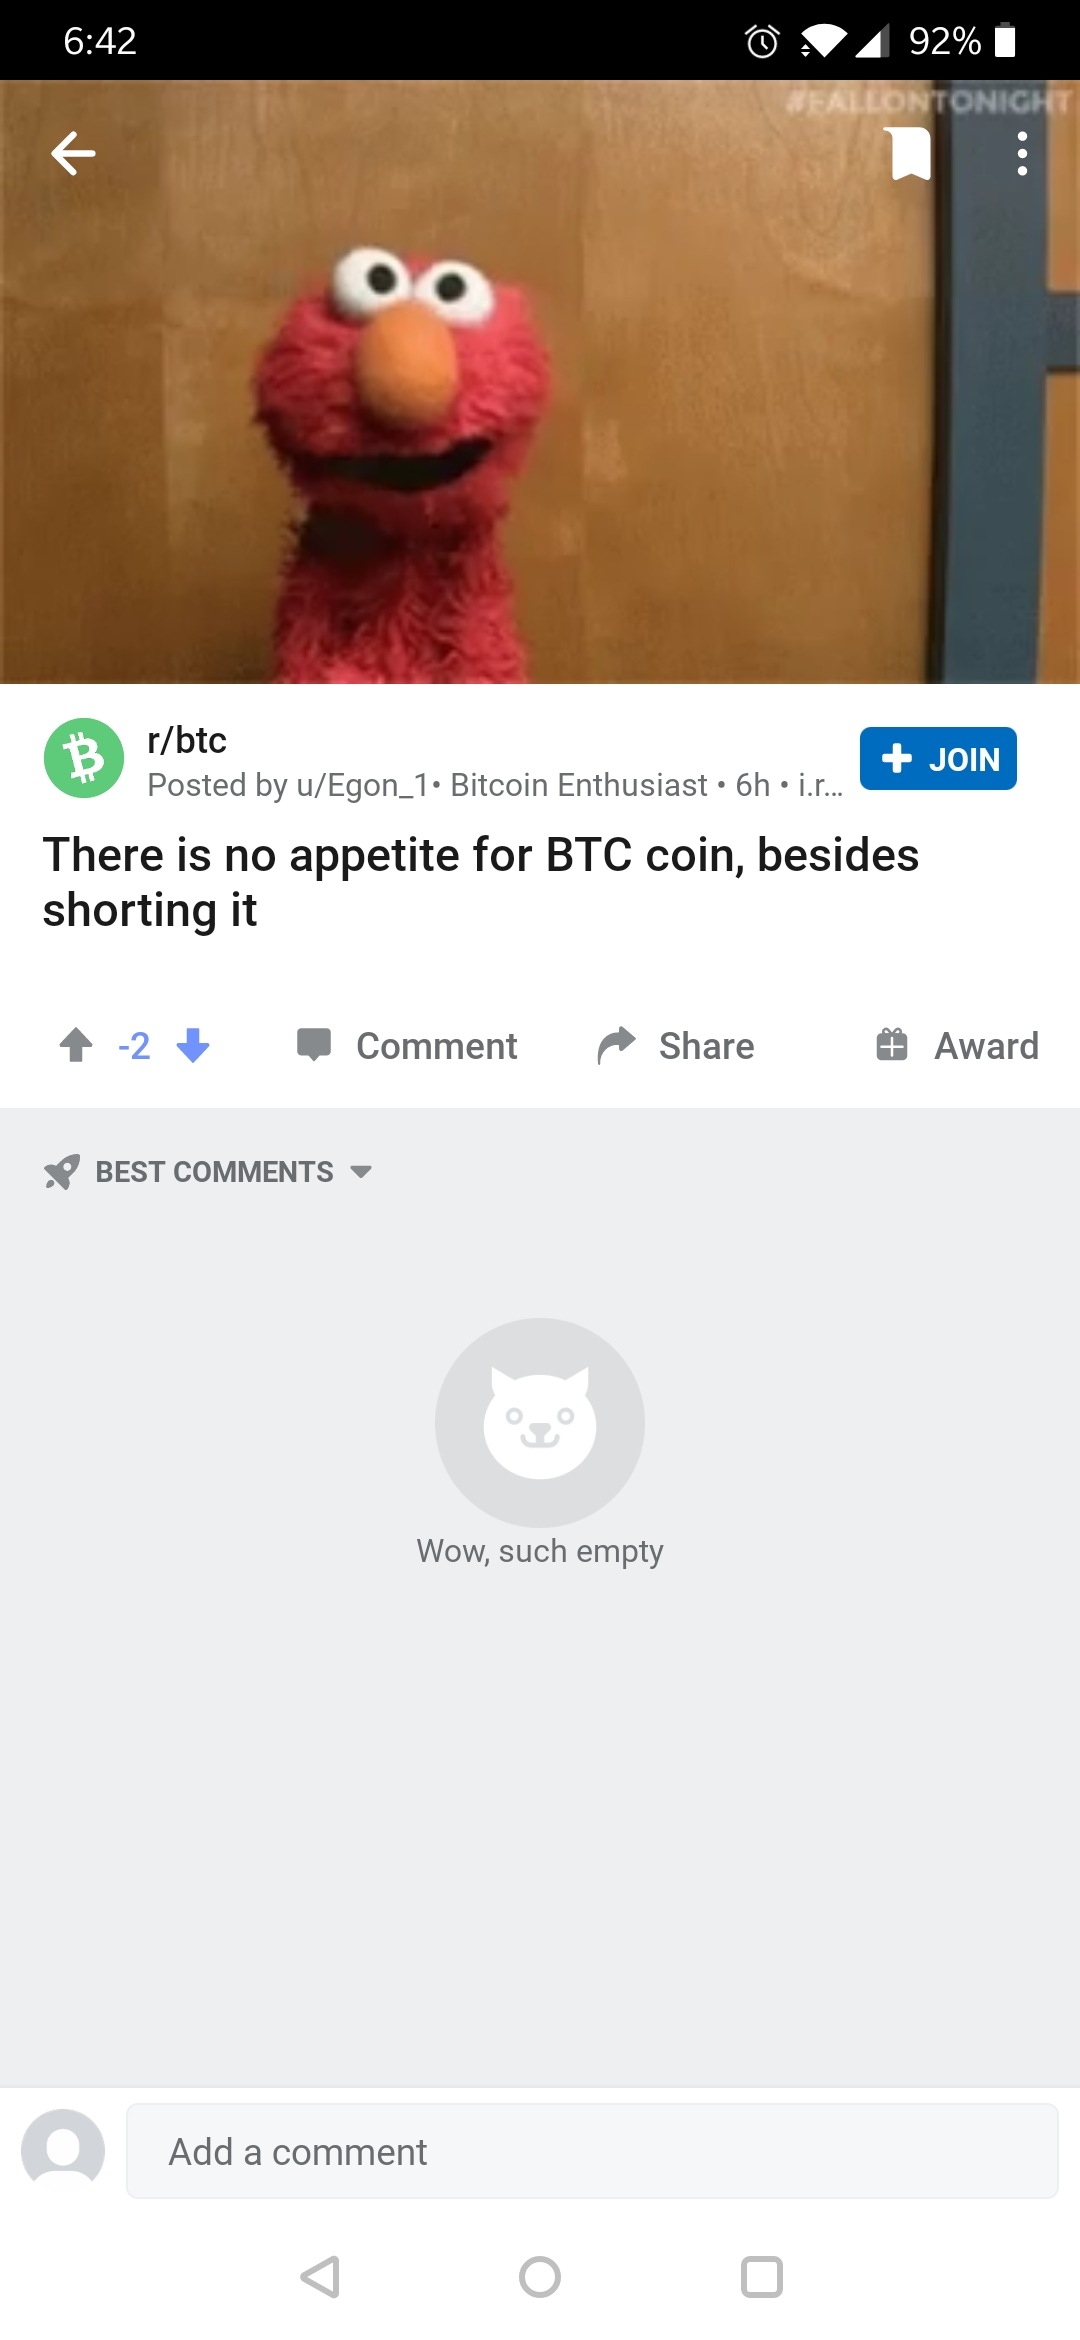 6:42
92%
#FALLONTONIGHT
r/btc
Posted by u/Egon_1• Bitcoin Enthusiast • 6h • i.r...
JOIN
There is no appetite for BTC coin, besides
shorting it
-2
Comment
Share
Award
BEST COMMENTS
Wow, such empty
Add a comment